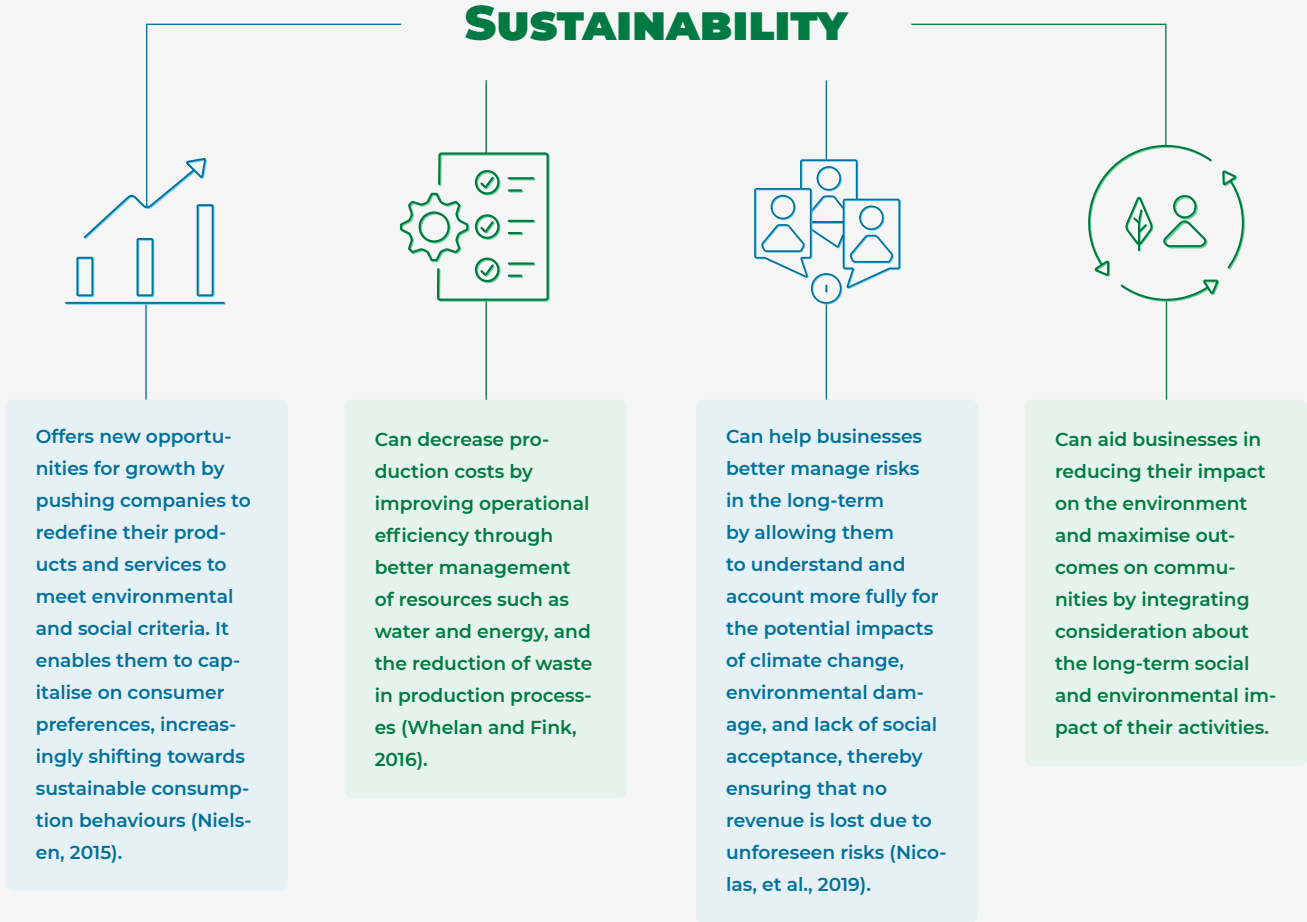 SUSTAINABILITY
Offers new opportu-
nities for growth by
pushing companies to
redefine their prod-
ucts and services to
meet environmental
and social criteria. It
enables them to cap-
italise on consumer
preferences, increas-
ingly shifting towards
sustainable consump-
tion behaviours (Niels-
en, 2015).
Can decrease pro-
duction costs by
improving operational
efficiency through
better management
of resources such as
water and energy, and
the reduction of waste
in production process-
es (Whelan and Fink,
2016).
Can help businesses
better manage risks
in the long-term
by allowing them
to understand and
account more fully for
the potential impacts
of climate change,
environmental dam-
age, and lack of social
acceptance, thereby
ensuring that no
revenue is lost due to
unforeseen risks (Nico-
las, et al., 2019).
Can aid businesses in
reducing their impact
on the environment
and maximise out-
comes on commu-
nities by integrating
consideration about
the long-term social
and environmental im-
pact of their activities.